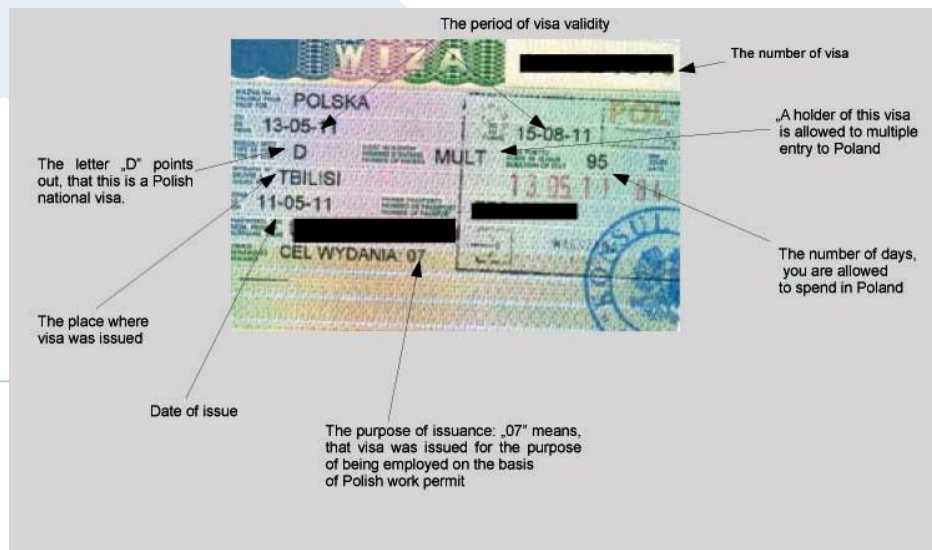 The period of visa validity
The number of visa
WIZA
POLSKA
POL
13-05-11
15-08-11
„A holder of this visa
is allowed to multiple
entry to Poland
D
MULT
95
The letter „D” points
out, that this is a Polish
national visa.
TBILISI
13.05.11
11-05-11
CEL WYDANIA 07
KONSUL
The number of days,
you are allowed
to spend in Poland
The place where
visa was issued
Date of issue
The purpose of issuance: „07” means,
that visa was issued for the purpose
of being employed on the basis
of Polish work permit